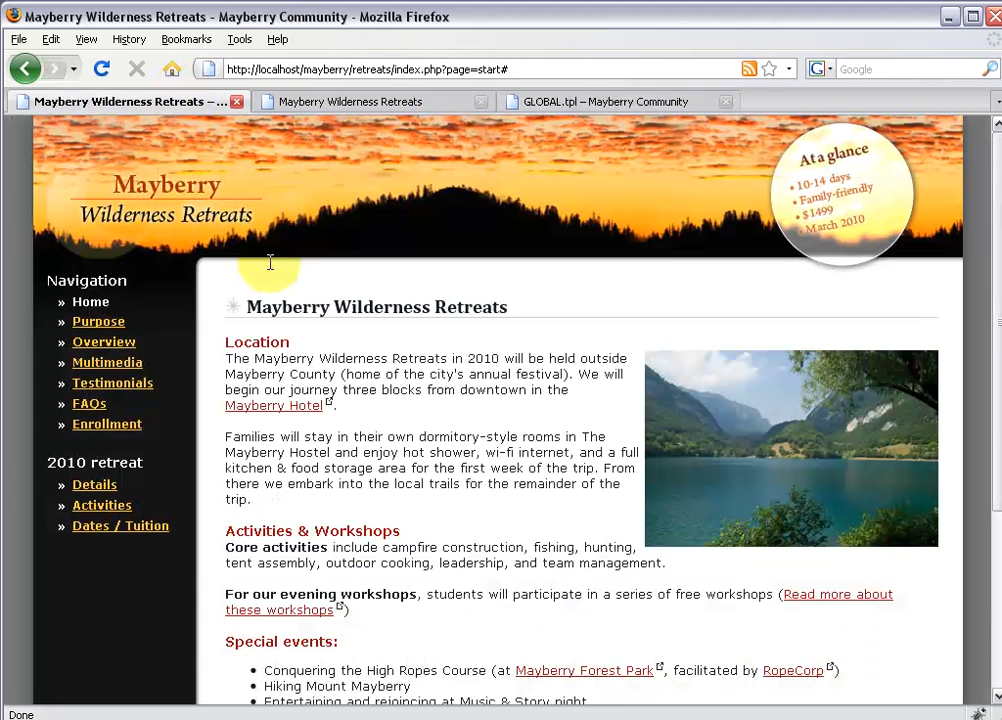 Mayberry Wilderness Retreats - Mayberry Community - Mozilla Firefox
File Edit View History Bookmarks Tools Help
http://localhost/mayberry/retreats/index.php?page=start#
Google
Mayberry Wilderness Retreats – ...
Mayberry Wilderness Retreats
GLOBAL.tpl – Mayberry Community
Mayberry
Wilderness Retreats
At a glance
• 10-14 days
• Family-friendly
• $1499
• March 2010
Navigation
» Home
» Purpose
» Overview
» Multimedia
» Testimonials
» FAQs
» Enrollment
2010 retreat
» Details
» Activities
» Dates / Tuition
Mayberry Wilderness Retreats
Location
The Mayberry Wilderness Retreats in 2010 will be held outside
Mayberry County (home of the city's annual festival). We will
begin our journey three blocks from downtown in the
Mayberry Hotel.
Families will stay in their own dormitory-style rooms in The
Mayberry Hostel and enjoy hot shower, wi-fi internet, and a full
kitchen & food storage area for the first week of the trip. From
there we embark into the local trails for the remainder of the
trip.
Activities & Workshops
Core activities include campfire construction, fishing, hunting,
tent assembly, outdoor cooking, leadership, and team management.
For our evening workshops, students will participate in a series of free workshops (Read more about
these workshops)
Special events:
• Conquering the High Ropes Course (at Mayberry Forest Park, facilitated by RopeCorp)
• Hiking Mount Mayberry
• Entertaining and rejoicing at Music & Story night
Done